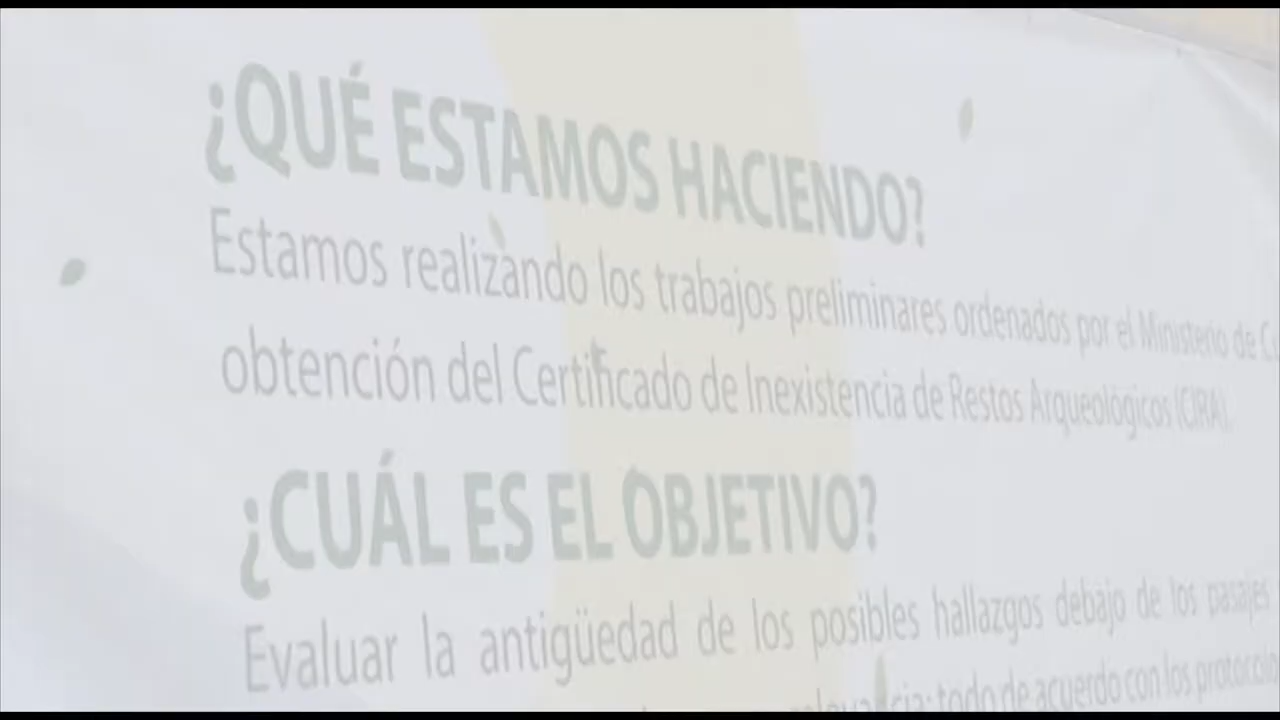 ¿QUÉ ESTAMOS HACIENDO?
Estamos realizando los trabajos preliminares ordenados por el Ministerio de
obtención del Certificado de Inexistencia de Restos Arqueológicos (CIRA).
¿CUÁL ES EL OBJETIVO?
Evaluar la antigüedad de los posibles hallazgos debajo de los pasajes
todo de acuerdo con los